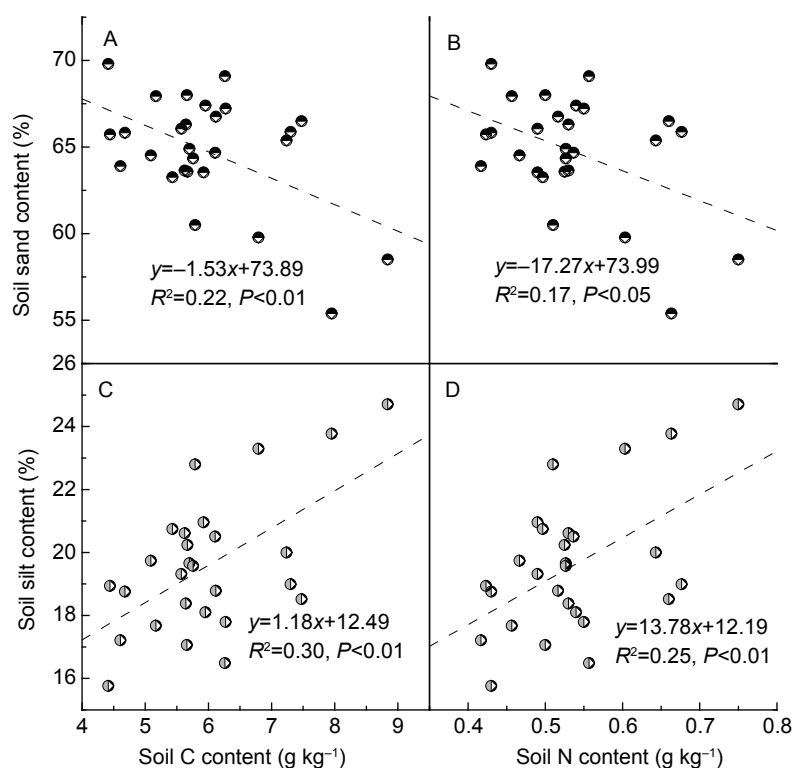 A
B
70
65
60
55
Soil sand content (%)
y=–1.53x+73.89
R²=0.22, P<0.01
y=–17.27x+73.99
R²=0.17, P<0.05
C
D
26
24
22
20
18
16
Soil silt content (%)
y=1.18x+12.49
R²=0.30, P<0.01
y=13.78x+12.19
R²=0.25, P<0.01
4 5 6 7 8 9
0.4 0.5 0.6 0.7 0.8
Soil C content (g kg⁻¹)
Soil N content (g kg⁻¹)